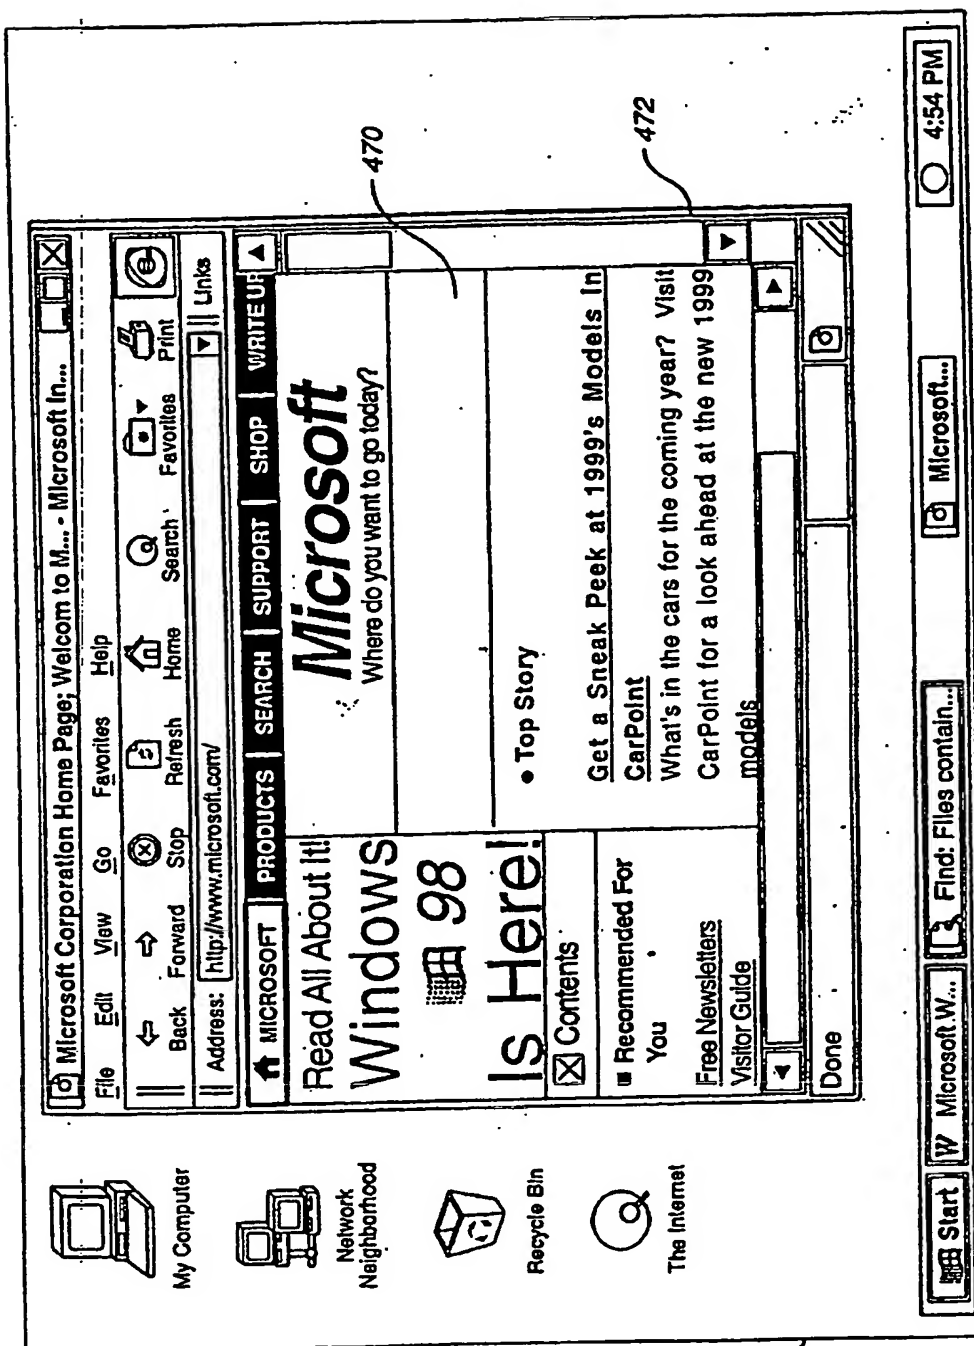 Microsoft Corporation Home Page; Welcom to M... - Microsoft In...
File Edit View Go Favorites Help
Back Forward Stop Refresh Home Search Favorites Print
Address: http://www.microsoft.com/ Links
MICROSOFT PRODUCTS SEARCH SUPPORT SHOP WRITE US
Read All About It!
Windows
98
Is Here!
Contents
Recommended For
You
Free Newsletters
Visitor Guide
Microsoft
Where do you want to go today?
• Top Story
Get a Sneak Peek at 1999's Models In
CarPoint
What's in the cars for the coming year? Visit
CarPoint for a look ahead at the new 1999
models
Done
470
472
My Computer
Network
Neighborhood
Recycle Bin
The Internet
Start W Microsoft.W... Find: Files contain... Microsoft... 4:54 PM